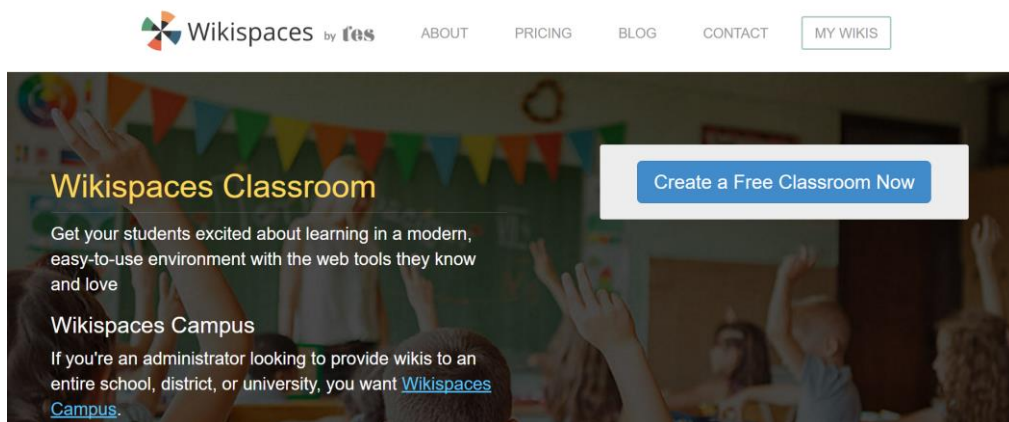 Wikispaces by fes ABOUT PRICING BLOG CONTACT MY WIKIS
Wikispaces Classroom
Get your students excited about learning in a modern,
easy-to-use environment with the web tools they know
and love
Wikispaces Campus
If you're an administrator looking to provide wikis to an
entire school, district, or university, you want Wikispaces
Campus.
Create a Free Classroom Now